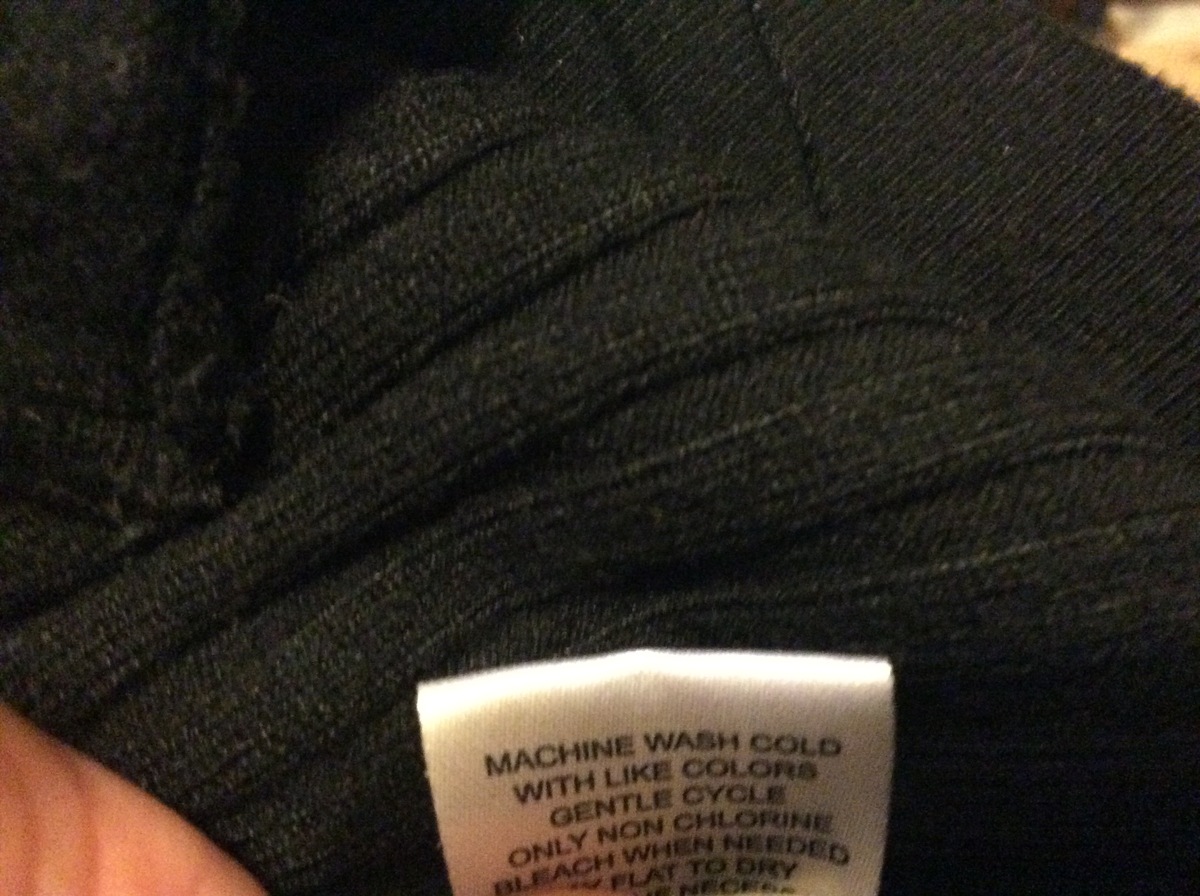 MACHINE WASH COLD
WITH LIKE COLORS
GENTLE CYCLE
ONLY NON CHLORINE
BLEACH WHEN NEEDED
FLAT TO DRY